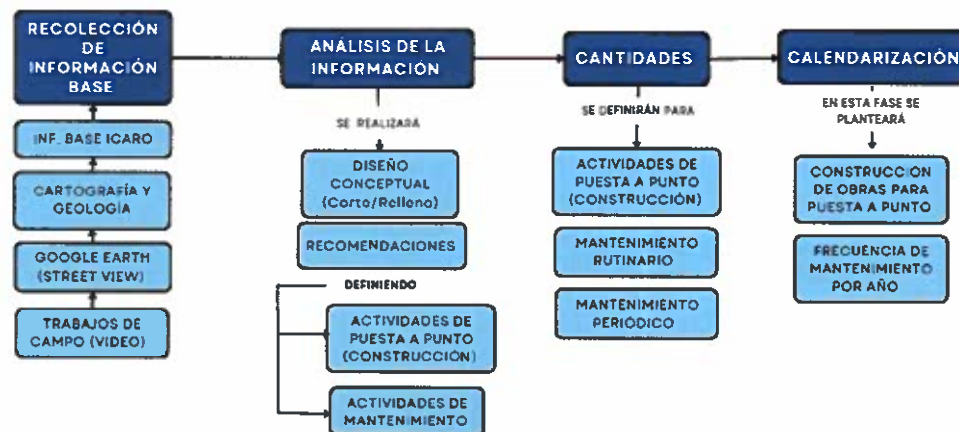 RECOLECCIÓN
DE
INFORMACIÓN
BASE
INF. BASE ICARO
CARTOGRAFÍA Y
GEOLOGÍA
GOOGLE EARTH
(STREET VIEW)
TRABAJOS DE
CAMPO (VIDEO)
ANÁLISIS DE LA
INFORMACIÓN
SE REALIZARÁ
DISEÑO
CONCEPTUAL
(Corte/Relleno)
RECOMENDACIONES
DEFINIENDO
ACTIVIDADES DE
PUESTA A PUNTO
(CONSTRUCCIÓN)
ACTIVIDADES DE
MANTENIMIENTO
CANTIDADES
SE DEFINIRÁN PARA
ACTIVIDADES DE
PUESTA A PUNTO
(CONSTRUCCIÓN)
MANTENIMIENTO
RUTINARIO
MANTENIMIENTO
PERIÓDICO
CALENDARIZACIÓN
EN ESTA FASE SE
PLANTEARÁ
CONSTRUCCION
DE OBRAS PARA
PUESTA A PUNTO
FRECUENCIA DE
MANTENIMIENTO
POR AÑO